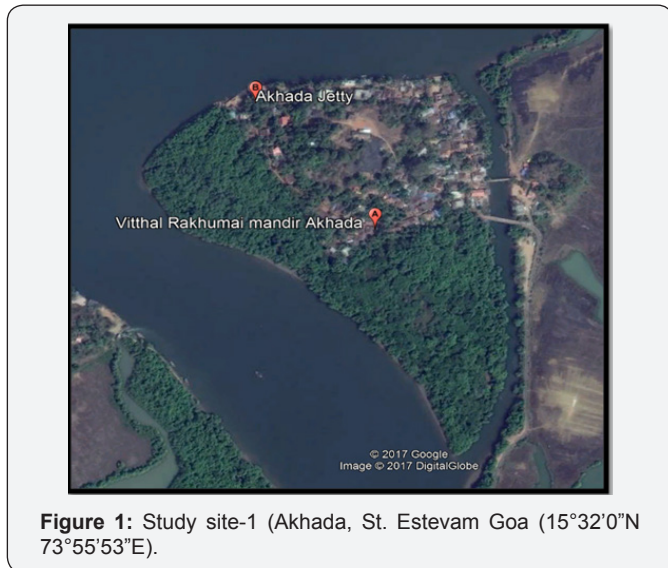 B
Akhada Jetty
A
Vitthal Rakhumai mandir Akhada
© 2017 Google
Image © 2017 DigitalGlobe
Figure 1: Study site-1 (Akhada, St. Estevam Goa (15°32’0”N
73°55’53”E).